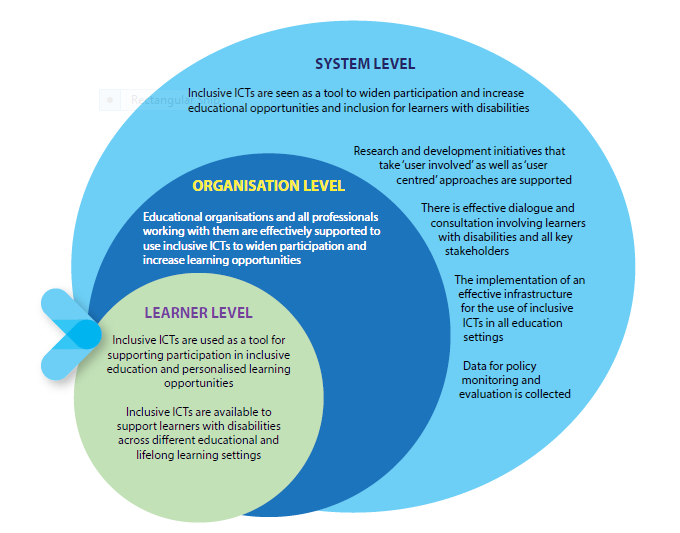 SYSTEM LEVEL
Inclusive ICTs are seen as a tool to widen participation and increase
educational opportunities and inclusion for learners with disabilities
Rectangular Snip
Research and development initiatives that
take ‘user involved’ as well as ‘user
centred’ approaches are supported
There is effective dialogue and
consultation involving learners
with disabilities and all key
stakeholders
The implementation of an
effective infrastructure
for the use of inclusive
ICTs in all education
settings
Data for policy
monitoring and
evaluation is collected
ORGANISATION LEVEL
Educational organisations and all professionals
working with them are effectively supported to
use inclusive ICTs to widen participation and
increase learning opportunities
LEARNER LEVEL
Inclusive ICTs are used as a tool for
supporting participation in inclusive
education and personalised learning
opportunities
Inclusive ICTs are available to
support learners with disabilities
across different educational and
lifelong learning settings